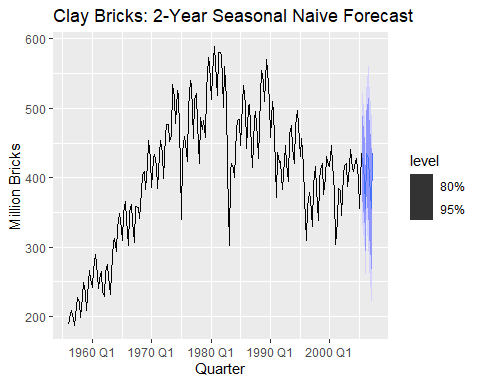 Clay Bricks: 2-Year Seasonal Naive Forecast
600
500
400
300
200
Million Bricks
1960 Q1 1970 Q1 1980 Q1 1990 Q1 2000 Q1
Quarter
level
80%
95%